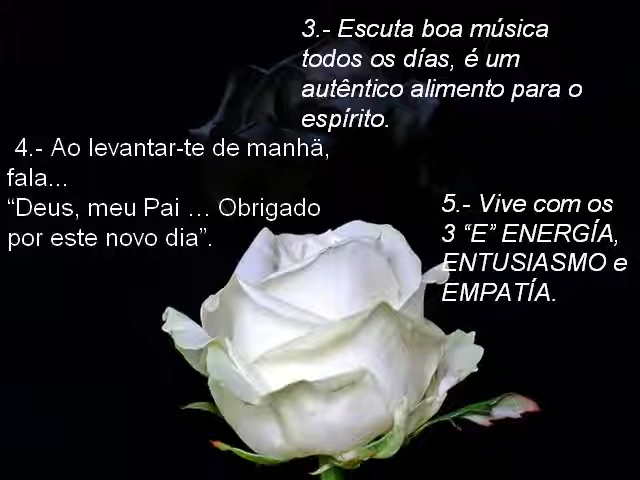 3.- Escuta boa música
todos os días, é um
autêntico alimento para o
espírito.
4.- Ao levantar-te de manhä,
fala...
“Deus, meu Pai … Obrigado
por este novo dia”.
5.- Vive com os
3 “E” ENERGÍA,
ENTUSIASMO e
EMPATÍA.